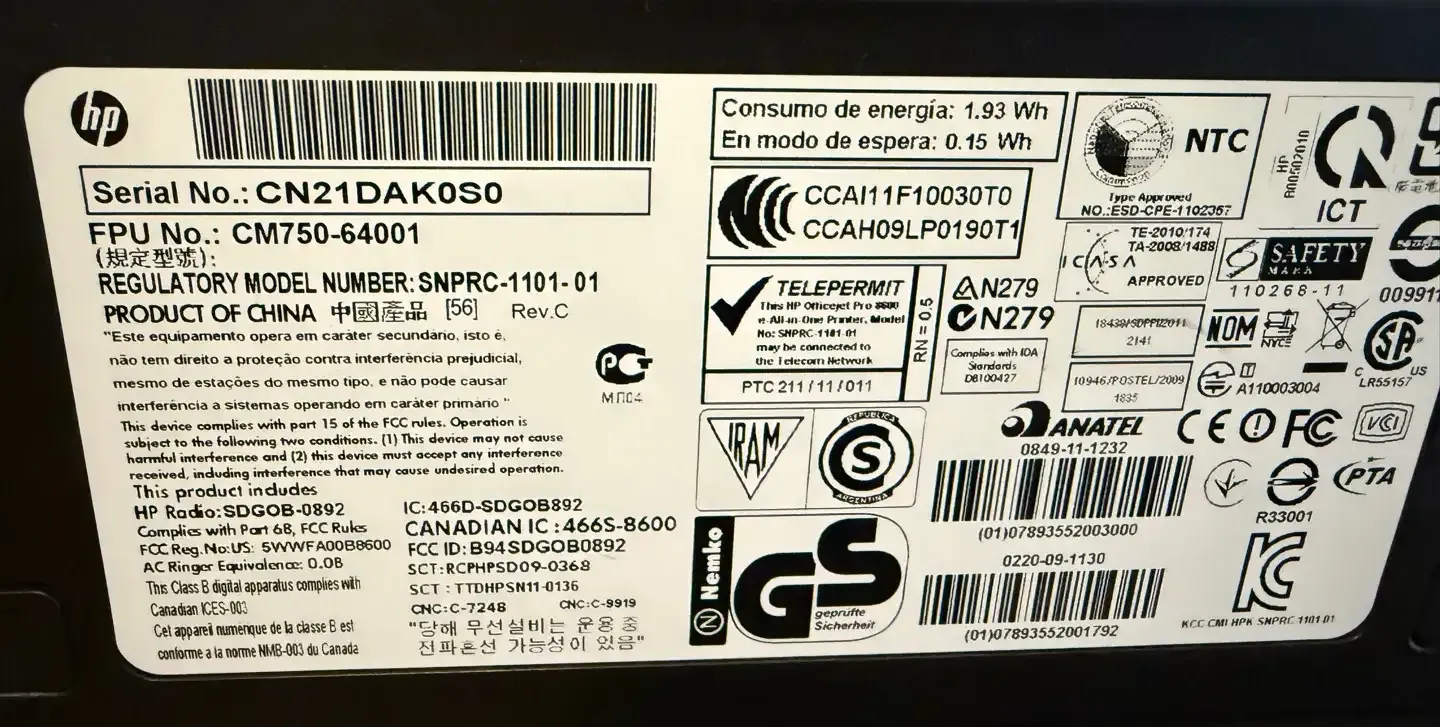 hp
Serial No.: CN21DAK0S0
FPU No.: CM750-64001
(規定型號):
REGULATORY MODEL NUMBER: SNPRC-1101-01
PRODUCT OF CHINA 中國產品 [56] Rev.C
"Este equipamento opera em caráter secundário, isto é,
não tem direito a proteção contra interferência prejudicial,
mesmo de estações do mesmo tipo, e não pode causar
interferência a sistemas operando em caráter primário "
This device complies with part 15 of the FCC rules. Operation is
subject to the following two conditions. (1) This device may not cause
harmful interference and (2) this device must accept any interference
received, including interference that may cause undesired operation.
This product includes
HP Radio:SDGOB-0892
Complies with Part 68, FCC Rules
FCC Reg.No:US: 5WWFA00B8600
AC Ringer Equivalence: 0.0B
This Class B digital apparatus complies with
Canadian ICES-003
Cet appareil numérique de la classe B est
conforme a la norme NMB-003 du Canada
IC:466D-SDGOB892
CANADIAN IC :466S-8600
FCC ID:B94SDGOB0892
SCT:RCPHPSD09-0368
SCT : TTDHPSN11-0136
CNC:C-7248 CNC:C-9919
"당해 무선설비는 운용 중
전파혼선 가능성이 있음"
PG
Consumo de energía: 1.93 Wh
En modo de espera: 0.15 Wh
CCAI11F10030T0
CCAH09LP0190T1
TELEPERMIT
This HP Officejet Pro 8600
e-All-in-One Printer, Model
No: SNPRC-1101-01
may be connected to
the Telecom Network
RN = 0.5
PTC 211/11/011
N279
N279
Complies with IDA
Standards
DB100427
IRAM
REPUBLICA
S
ARGENTINA
N Nemko
GS
geprüfte
Sicherheit
NTC
Type Approved
NO.:ESD-CPE-1102367
HP
ICT
ICASA
TE-2010/174
TA-2008/1488
APPROVED
SAFETY
MARK
110268-11
2141
10946/POSTEL/2009
1835
NOM
NYCE
A110003004
SA
C US
LR55157
ANATEL
0849-11-1232
(01)07893552003000
0220-09-1130
(01)07893552001792
CE FC
VCI
PTA
R33001
KC
KCC CMI HPK SNPRC 1101 01